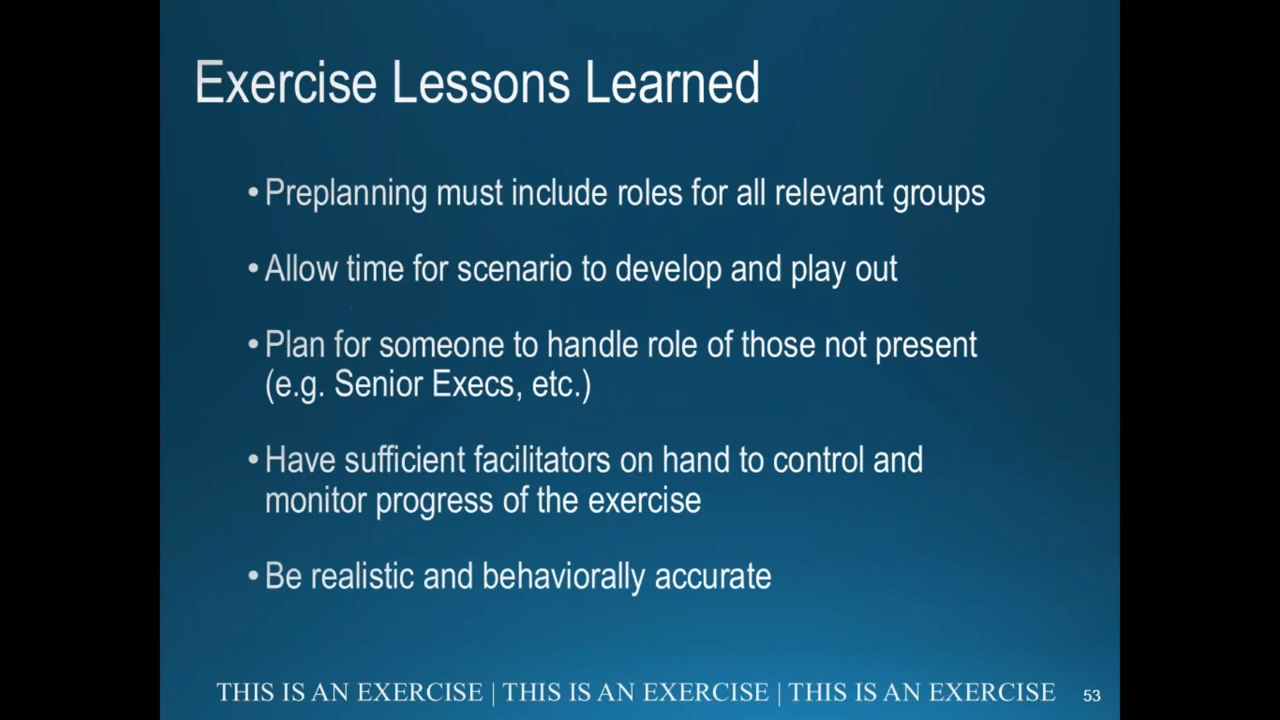 Exercise Lessons Learned
• Preplanning must include roles for all relevant groups
• Allow time for scenario to develop and play out
• Plan for someone to handle role of those not present
(e.g. Senior Execs, etc.)
• Have sufficient facilitators on hand to control and
monitor progress of the exercise
• Be realistic and behaviorally accurate
THIS IS AN EXERCISE | THIS IS AN EXERCISE | THIS IS AN EXERCISE 53